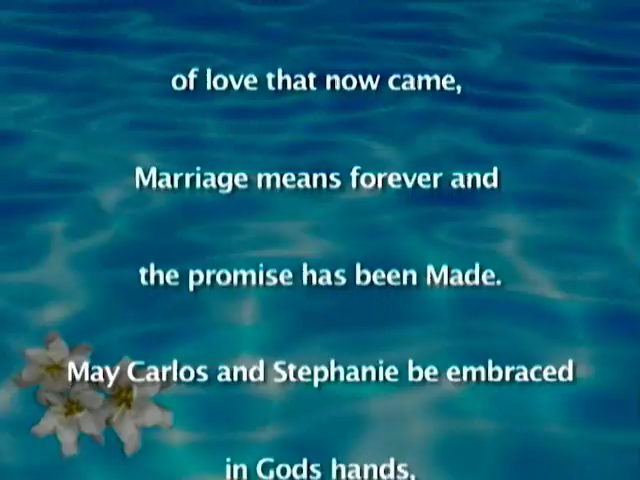 of love that now came,
Marriage means forever and
the promise has been Made.
May Carlos and Stephanie be embraced
in Gods hands,